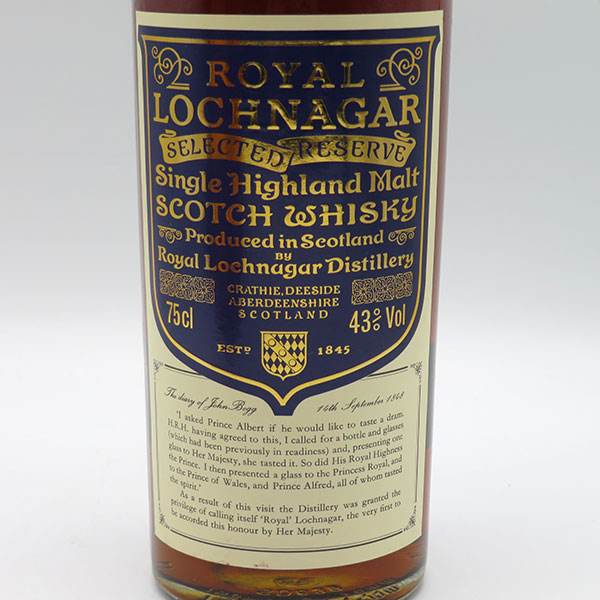 ROYAL
LOCHNAGAR
SELECTED RESERVE
Single Highland Malt
SCOTCH WHISKY
Produced in Scotland
BY
Royal Lochnagar Distillery
CRATHIE, DEESIDE
ABERDEENSHIRE
SCOTLAND
75cl
43% Vol
ESTD 1845
The diary of John Begg 14th September 1848
'I asked Prince Albert if he would like to taste a dram.
H.R.H. having agreed to this, I called for a bottle and glasses
(which had been previously in readiness) and, presenting one
glass to Her Majesty, she tasted it. So did His Royal Highness
the Prince. I then presented a glass to the Princess Royal, and
to the Prince of Wales, and Prince Alfred, all of whom tasted
the spirit.'
As a result of this visit the Distillery was granted the
privilege of calling itself 'Royal' Lochnagar, the very first to
be accorded this honour by Her Majesty.